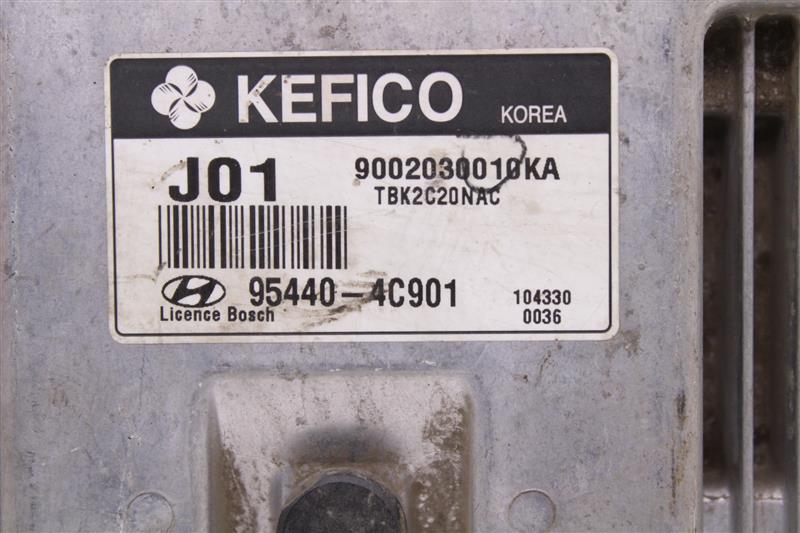 KEFICO KOREA
J01 9002030010KA
TBK2C20NAC
95440-4C901 104330
Licence Bosch 0036